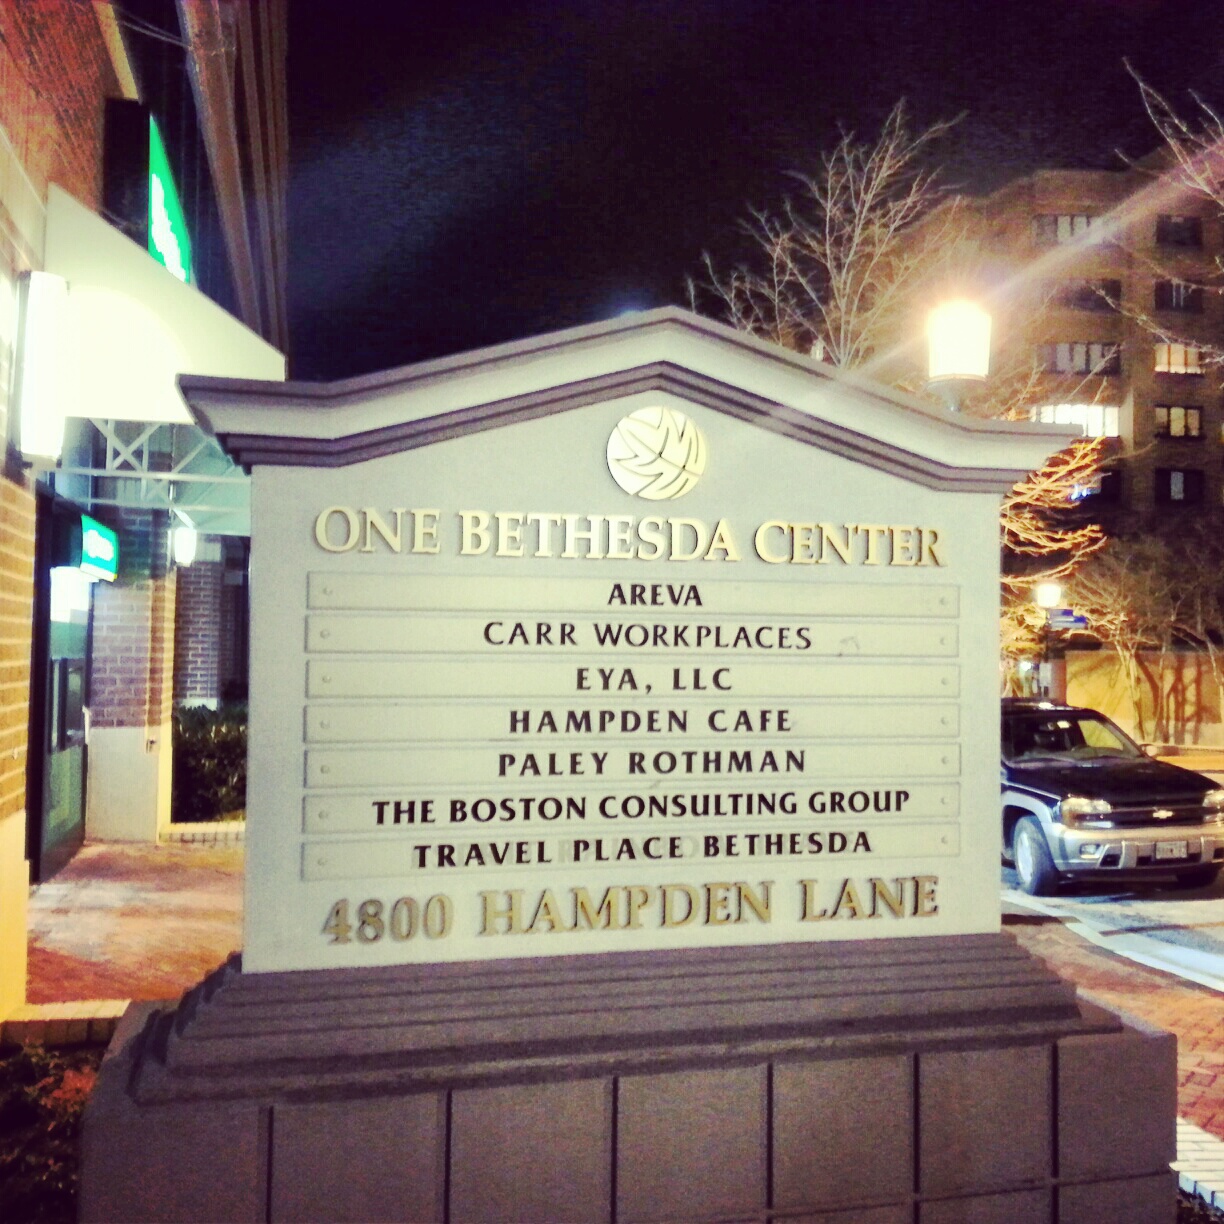 ONE BETHESDA CENTER
AREVA
CARR WORKPLACES
EYA, LLC
HAMPDEN CAFE
PALEY ROTHMAN
THE BOSTON CONSULTING GROUP
TRAVEL PLACE BETHESDA
4800 HAMPDEN LANE